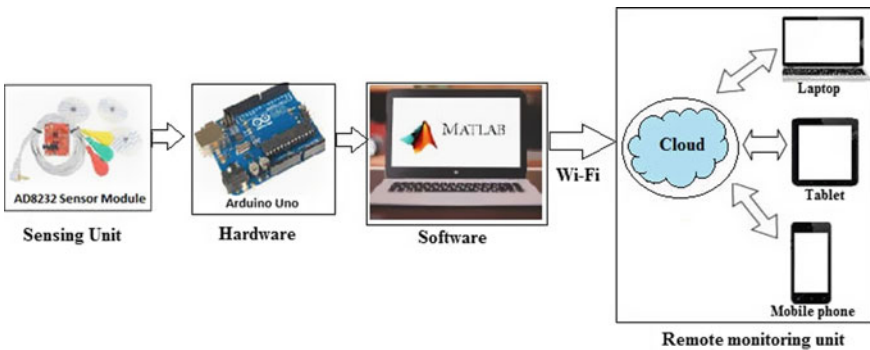 AD8232 Sensor Module
Sensing Unit
Arduino Uno
Hardware
MATLAB
Software
Wi-Fi
Cloud
Laptop
Tablet
Mobile phone
Remote monitoring unit